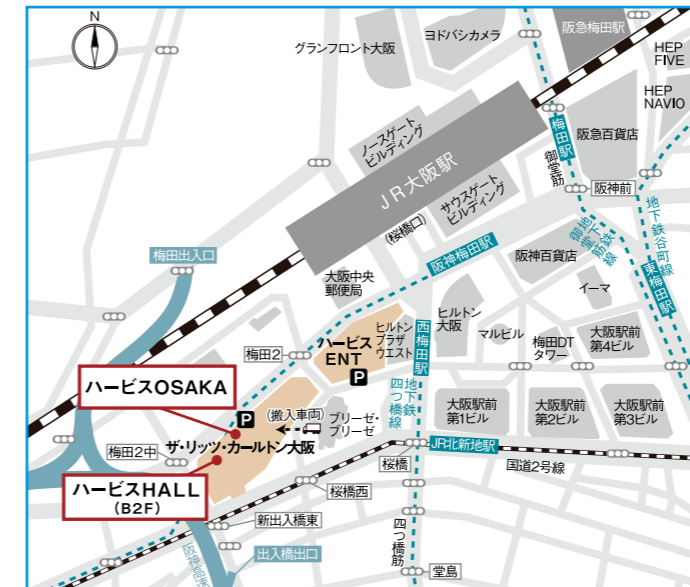 N
グランフロント大阪
ヨドバシカメラ
阪急梅田駅
HEP
FIVE
HEP
NAVIO
ノースゲート
ビルディング
JR大阪駅
サウスゲート
ビルディング
(桜橋口)
梅田駅
御堂筋
阪急百貨店
阪神前
地下鉄
御堂筋線
地下鉄谷町線
東梅田駅
梅田出入口
大阪中央
郵便局
阪神梅田駅
阪神百貨店
イーマ
ハービス
ENT
P
ヒルトン
プラザ
ウエスト
西梅田駅
ヒルトン
大阪
マルビル
梅田DT
タワー
大阪駅前
第4ビル
梅田2
ハービスOSAKA
P
(搬入車両)
ブリーゼ・
ブリーゼ
地下鉄
四つ橋線
大阪駅前
第1ビル
大阪駅前
第2ビル
大阪駅前
第3ビル
梅田2中
ザ・リッツ・カールトン大阪
桜橋
JR北新地駅
国道2号線
ハービスHALL
(B2F)
桜橋西
新出入橋東
出入橋出口
四つ橋筋
堂島
阪神高